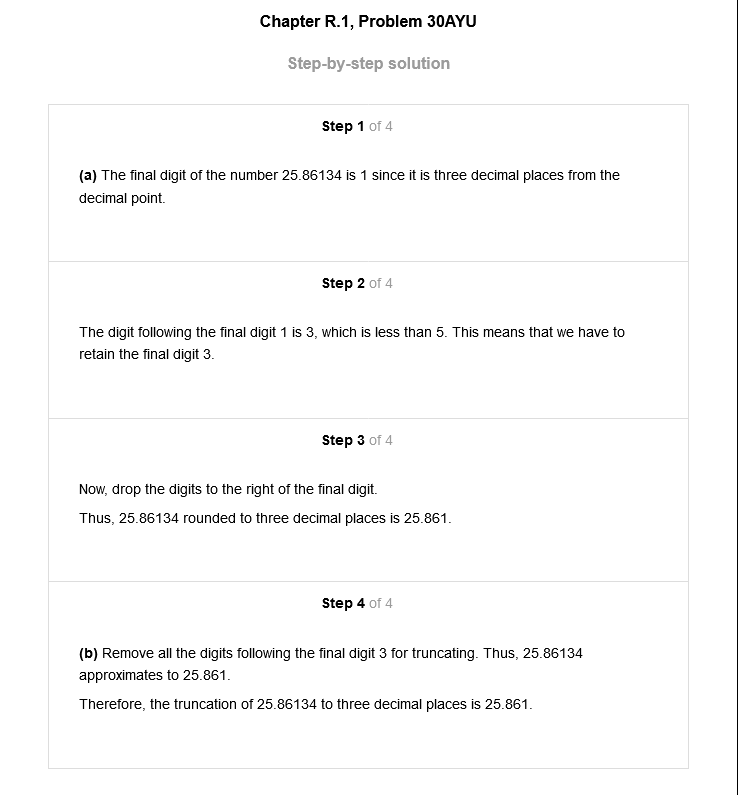 Chapter R.1, Problem 30AYU
Step-by-step solution
Step 1 of 4
(a) The final digit of the number 25.86134 is 1 since it is three decimal places from the
decimal point.
Step 2 of 4
The digit following the final digit 1 is 3, which is less than 5. This means that we have to
retain the final digit 3.
Step 3 of 4
Now, drop the digits to the right of the final digit.
Thus, 25.86134 rounded to three decimal places is 25.861.
Step 4 of 4
(b) Remove all the digits following the final digit 3 for truncating. Thus, 25.86134
approximates to 25.861.
Therefore, the truncation of 25.86134 to three decimal places is 25.861.